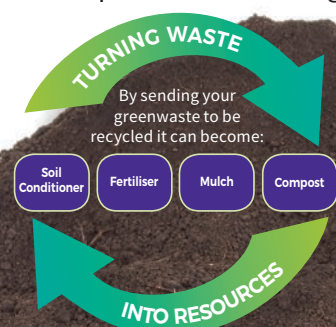 TURNING WASTE
By sending your
greenwaste to be
recycled it can become:
Soil
Conditioner
Fertiliser
Mulch
Compost
INTO RESOURCES